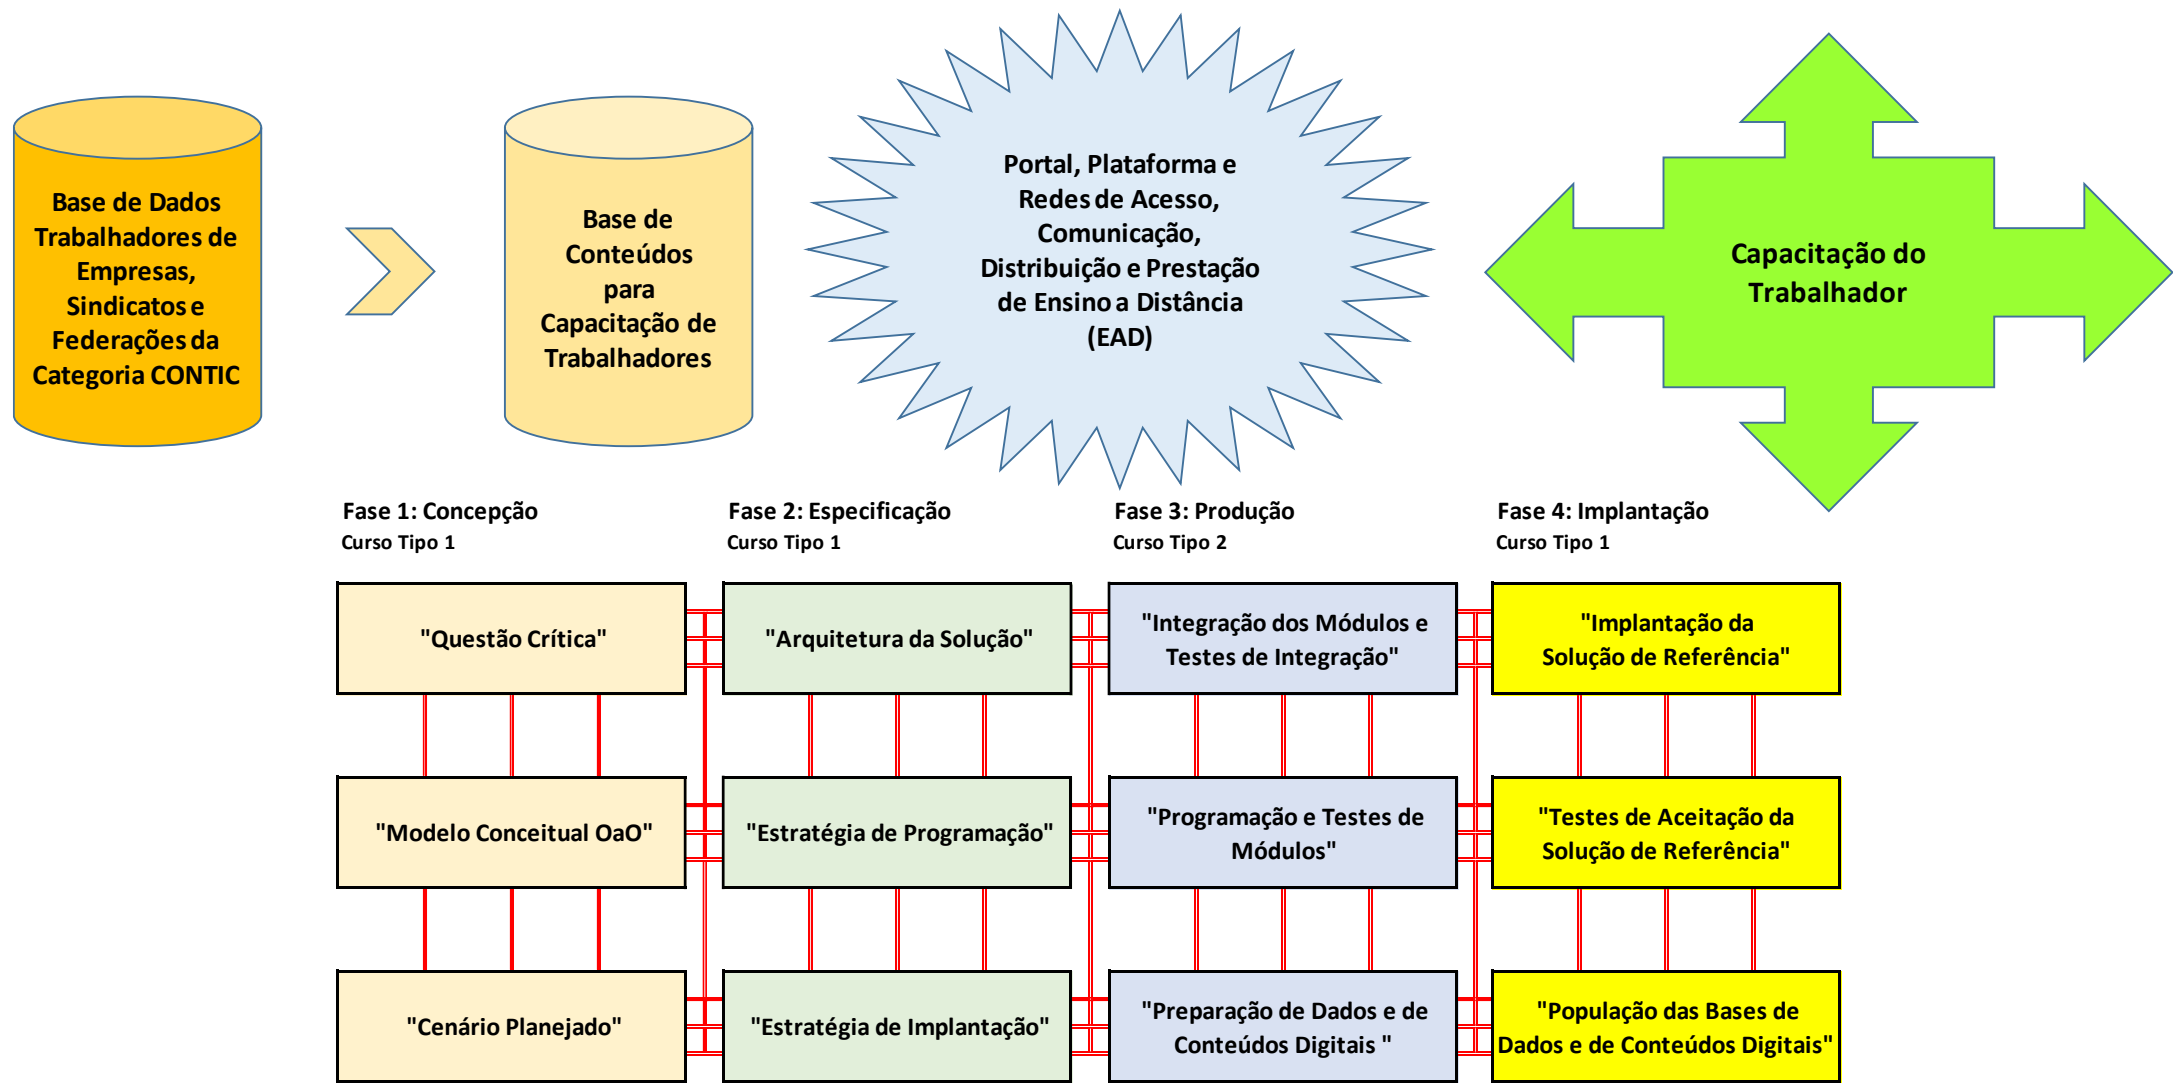 Base de Dados
Trabalhadores de
Empresas,
Sindicatos e
Federações da
Categoria CONTIC
Base de
Conteúdos
para
Capacitação de
Trabalhadores
Portal, Plataforma e
Redes de Acesso,
Comunicação,
Distribuição e Prestação
de Ensino a Distância
(EAD)
Capacitação do
Trabalhador
Fase 1: Concepção
Curso Tipo 1
Fase 2: Especificação
Curso Tipo 1
Fase 3: Produção
Curso Tipo 2
Fase 4: Implantação
Curso Tipo 1
"Questão Crítica"
"Arquitetura da Solução"
"Integração dos Módulos e
Testes de Integração"
"Implantação da
Solução de Referência"
"Modelo Conceitual OaO"
"Estratégia de Programação"
"Programação e Testes de
Módulos"
"Testes de Aceitação da
Solução de Referência"
"Cenário Planejado"
"Estratégia de Implantação"
"Preparação de Dados e de
Conteúdos Digitais "
"População das Bases de
Dados e de Conteúdos Digitais"